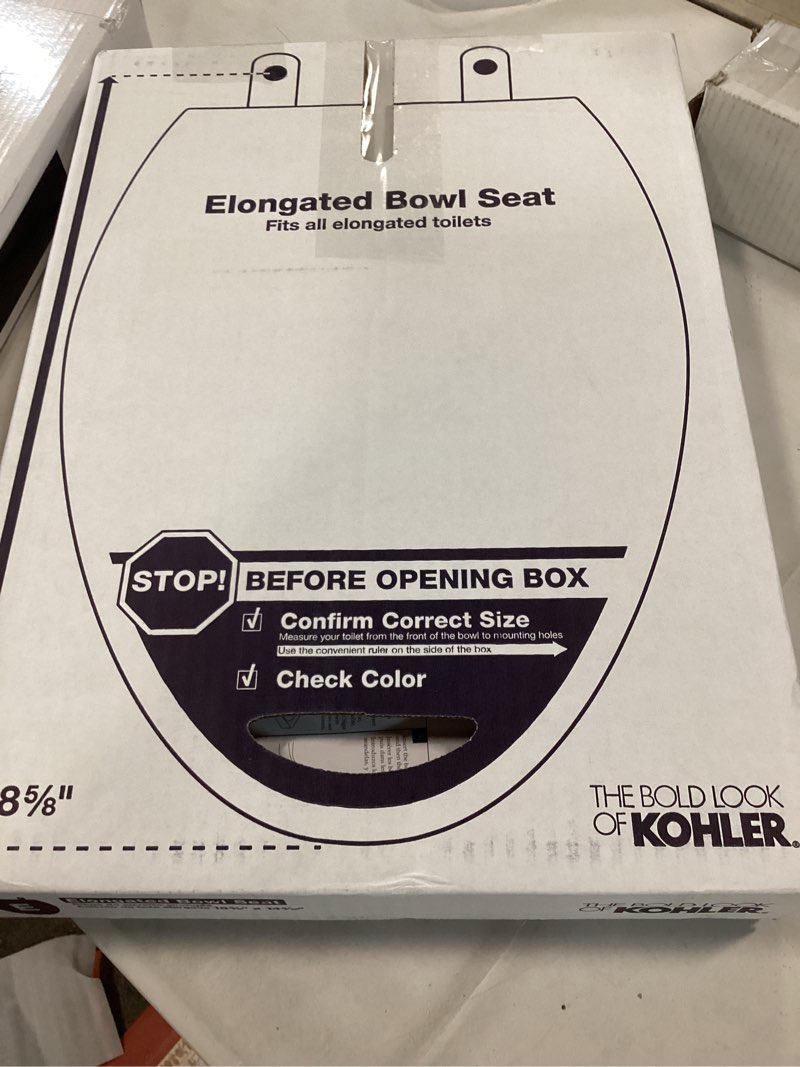 Elongated Bowl Seat
Fits all elongated toilets
STOP!
BEFORE OPENING BOX
Confirm Correct Size
Measure your toilet from the front of the bowl to mounting holes
Use the convenient ruler on the side of the box
Check Color
8 5/8"
THE BOLD LOOK
OF KOHLER®
Elongated Bowl Seat
THE BOLD LOOK
OF KOHLER